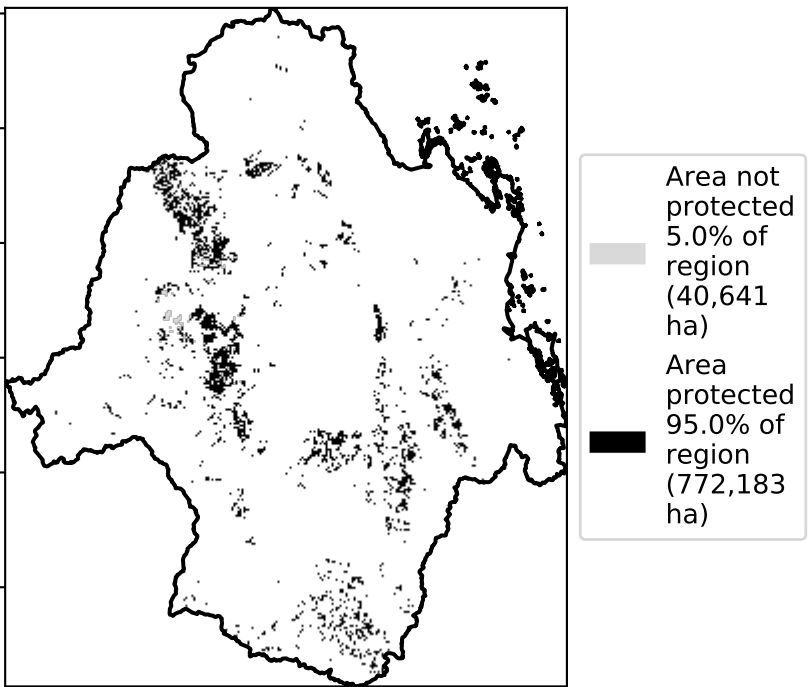 Area not
protected
5.0% of
region
(40,641
ha)
Area
protected
95.0% of
region
(772,183
ha)